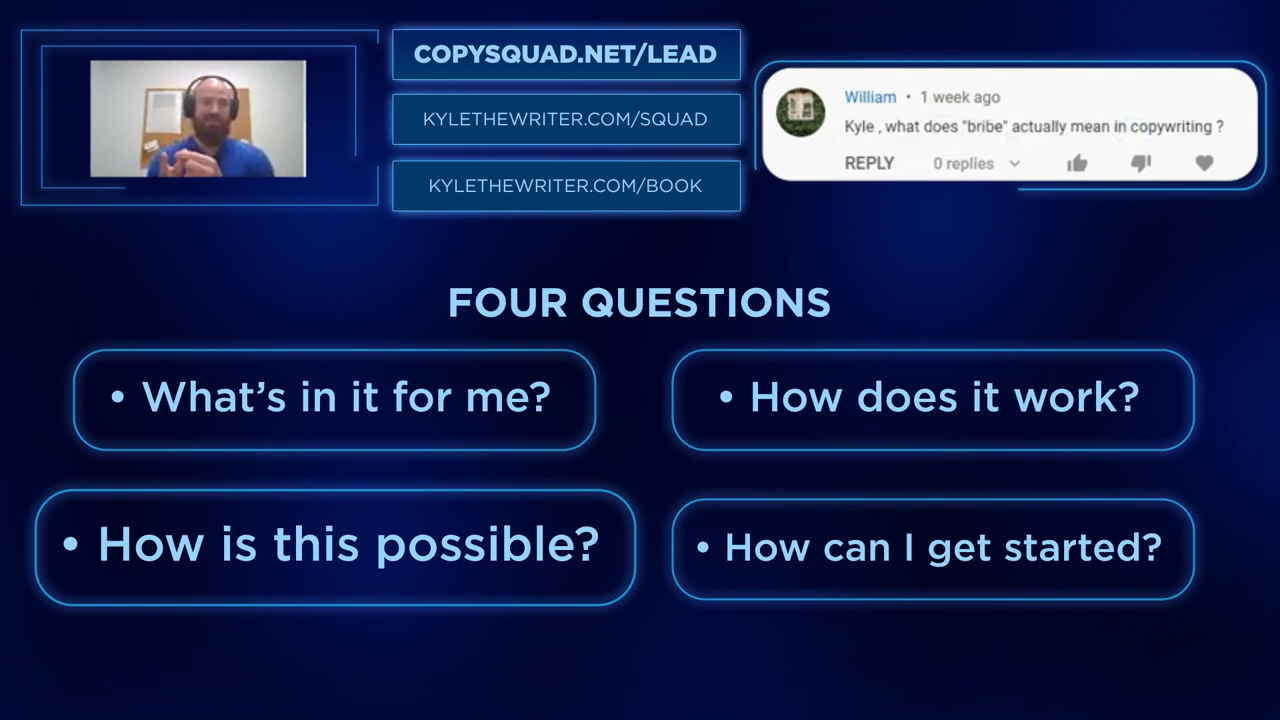 COPYSQUAD.NET/LEAD
KYLETHEWRITER.COM/SQUAD
KYLETHEWRITER.COM/BOOK
William • 1 week ago
Kyle , what does "bribe" actually mean in copywriting ?
REPLY 0 replies
FOUR QUESTIONS
• What's in it for me?
• How does it work?
• How is this possible?
• How can I get started?